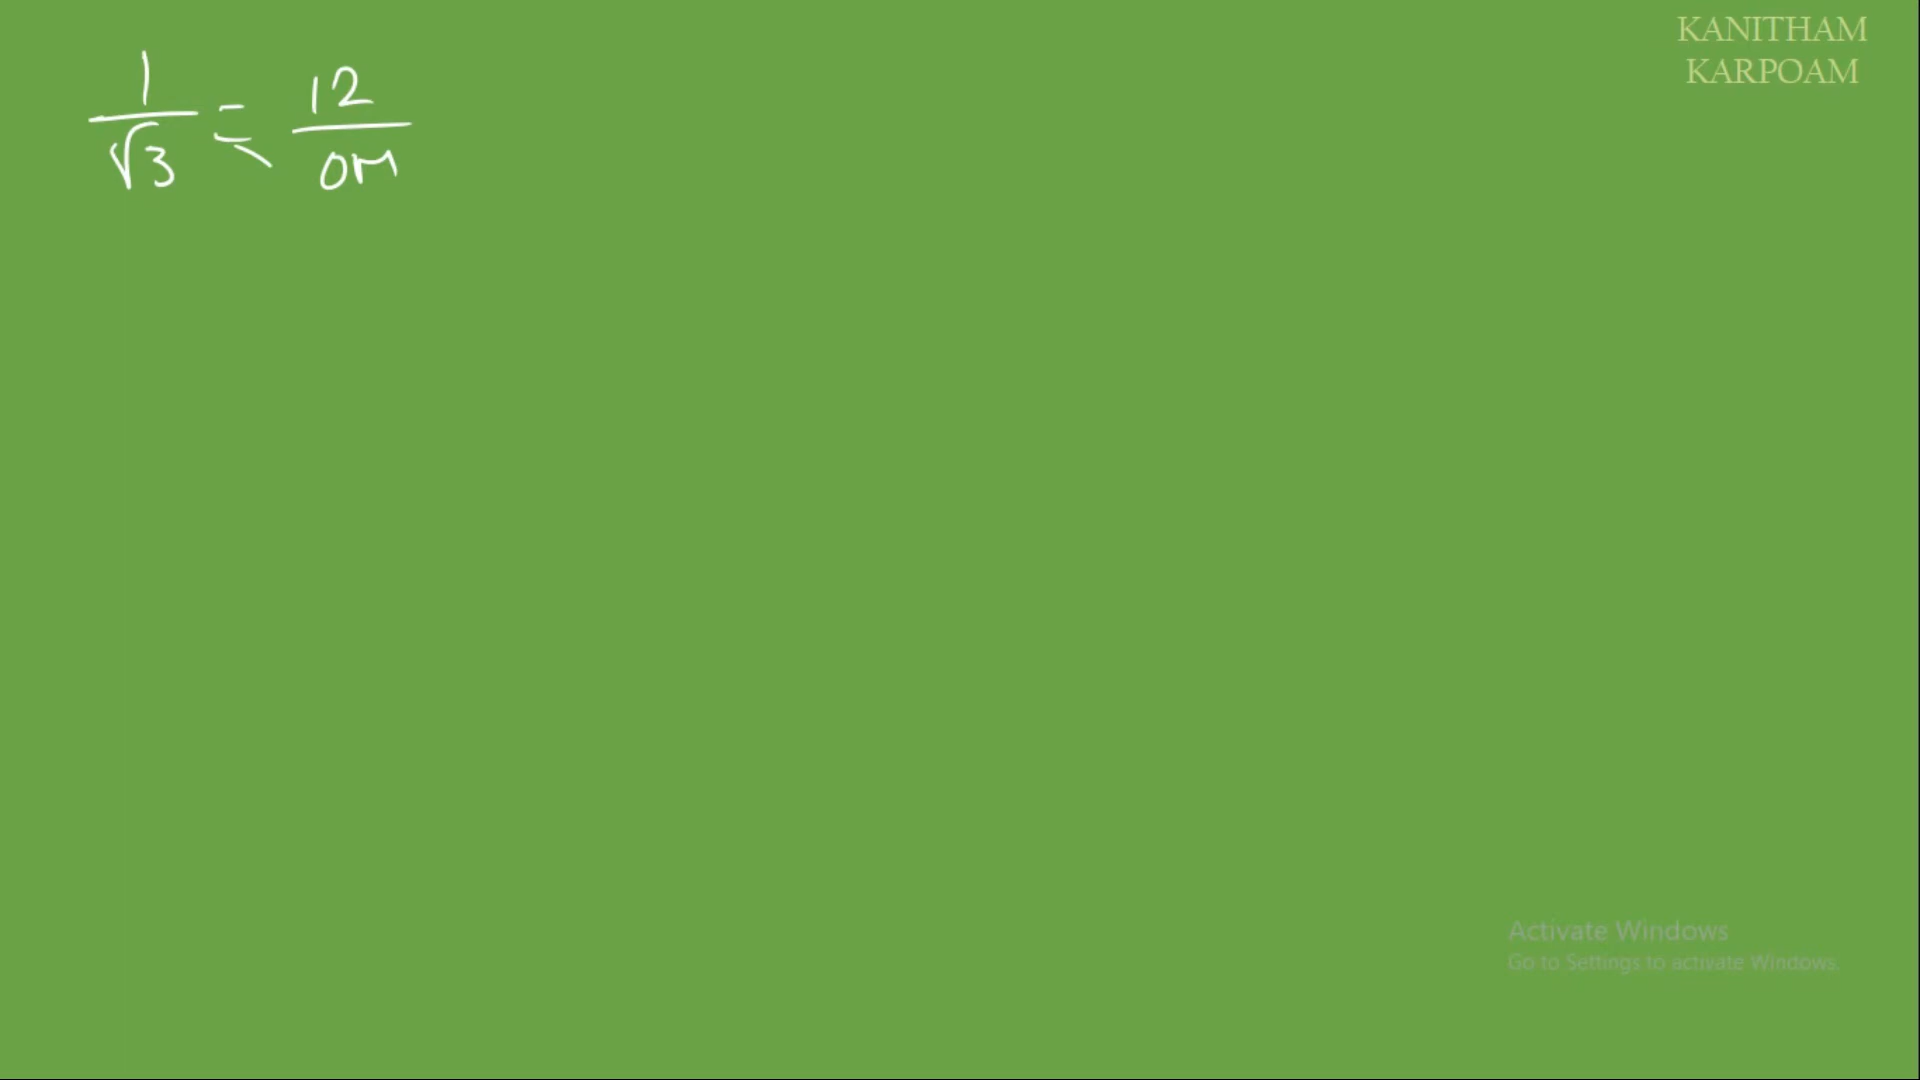 KANITHAM
KARPOAM
1/√3 = 12/OM
Activate Windows
Go to Settings to activate Windows.